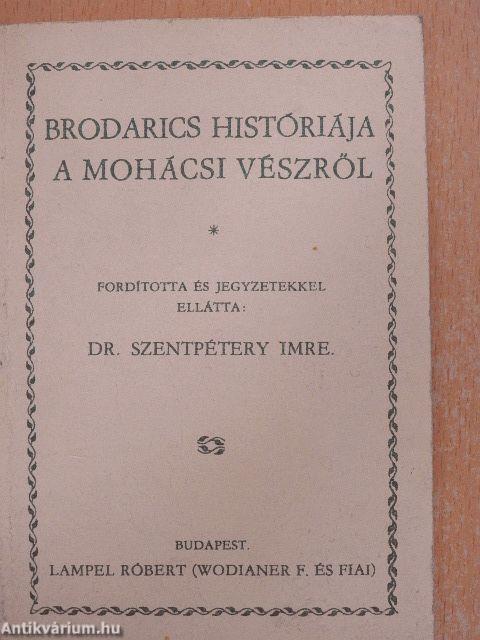 BRODARICS HISTÓRIÁJA
A MOHÁCSI VÉSZRŐL
*
FORDÍTOTTA ÉS JEGYZETEKKEL
ELLÁTTA:
DR. SZENTPÉTERY IMRE.
BUDAPEST.
LAMPEL RÓBERT (WODIANER F. ÉS FIAI)
Antikvárium.hu